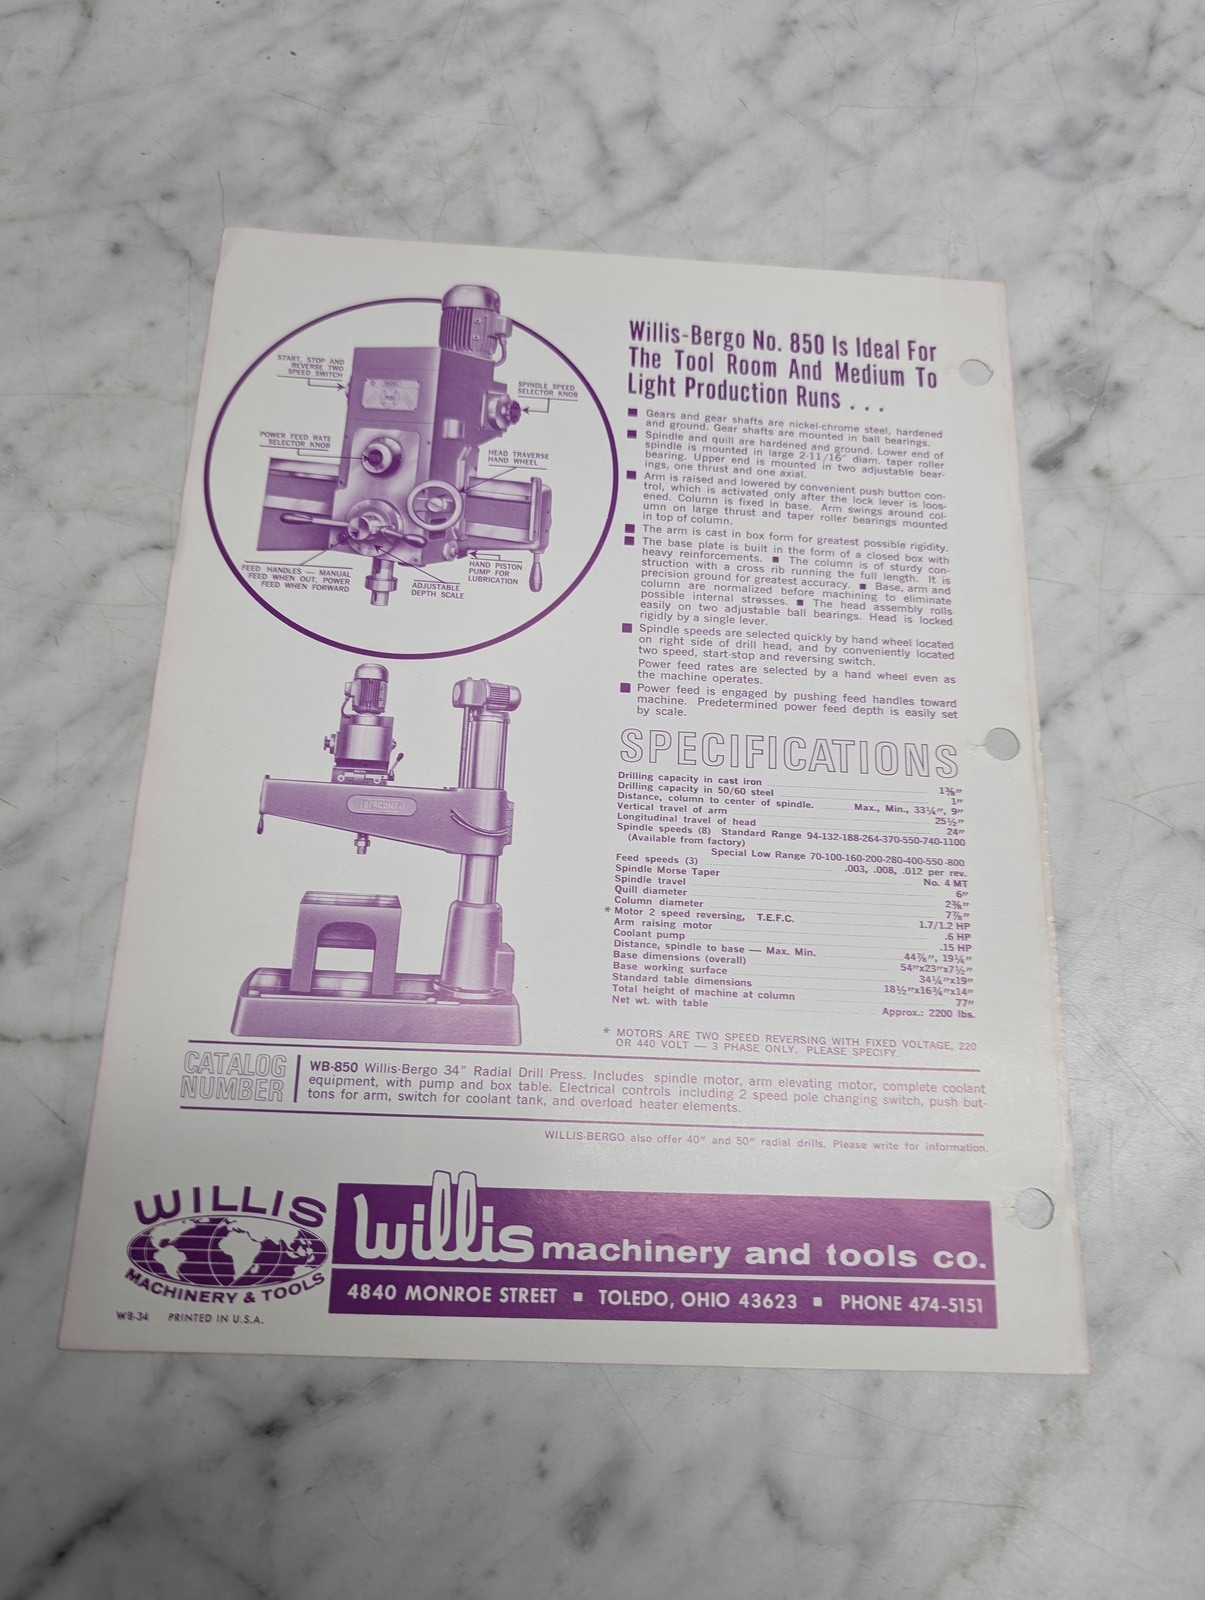 START, STOP AND
REVERSE TWO
SPEED SWITCH
SPINDLE SPEED
SELECTOR KNOB
POWER FEED RATE
SELECTOR KNOB
HEAD TRAVERSE
HAND WHEEL
FEED HANDLES — MANUAL
FEED WHEN OUT, POWER
FEED WHEN FORWARD
ADJUSTABLE
DEPTH SCALE
HAND PISTON
PUMP FOR
LUBRICATION
Willis-Bergo No. 850 Is Ideal For
The Tool Room And Medium To
Light Production Runs . . .
■ Gears and gear shafts are nickel-chrome steel, hardened
and ground. Gear shafts are mounted in ball bearings.
■ Spindle and quill are hardened and ground. Lower end of
spindle is mounted in large 2-11/16" diam. taper roller
bearing. Upper end is mounted in two adjustable bear-
ings, one thrust and one axial.
■ Arm is raised and lowered by convenient push button con-
trol, which is activated only after the lock lever is loos-
ened. Column is fixed in base. Arm swings around col-
umn on large thrust and taper roller bearings mounted
in top of column.
■ The arm is cast in box form for greatest possible rigidity.
■ The base plate is built in the form of a closed box with
heavy reinforcements. ■ The column is of sturdy con-
struction with a cross rib running the full length. It is
precision ground for greatest accuracy. ■ Base, arm and
column are normalized before machining to eliminate
possible internal stresses. ■ The head assembly rolls
easily on two adjustable ball bearings. Head is locked
rigidly by a single lever.
■ Spindle speeds are selected quickly by hand wheel located
on right side of drill head, and by conveniently located
two speed, start-stop and reversing switch.
Power feed rates are selected by a hand wheel even as
the machine operates.
■ Power feed is engaged by pushing feed handles toward
machine. Predetermined power feed depth is easily set
by scale.
SPECIFICATIONS
Drilling capacity in cast iron 1⅜"
Drilling capacity in 50/60 steel 1"
Distance, column to center of spindle. Max., Min., 33¼", 9"
Vertical travel of arm 25½"
Longitudinal travel of head 24"
Spindle speeds (8) Standard Range 94-132-188-264-370-550-740-1100
(Available from factory)
Special Low Range 70-100-160-200-280-400-550-800
Feed speeds (3) .003, .008, .012 per rev.
Spindle Morse Taper No. 4 MT
Spindle travel 6"
Quill diameter 2⅜"
Column diameter 7⅞"
* Motor 2 speed reversing, T.E.F.C. 1.7/1.2 HP
Arm raising motor .6 HP
Coolant pump .15 HP
Distance, spindle to base — Max. Min. 44⅞", 19¼"
Base dimensions (overall) 54"x23"x7½"
Base working surface 34¼"x19"
Standard table dimensions 18½"x16¾"x14"
Total height of machine at column 77"
Net wt. with table Approx.: 2200 lbs.
* MOTORS ARE TWO SPEED REVERSING WITH FIXED VOLTAGE, 220
OR 440 VOLT — 3 PHASE ONLY. PLEASE SPECIFY.
CATALOG
NUMBER
WB-850 Willis-Bergo 34" Radial Drill Press. Includes spindle motor, arm elevating motor, complete coolant
equipment, with pump and box table. Electrical controls including 2 speed pole changing switch, push but-
tons for arm, switch for coolant tank, and overload heater elements.
WILLIS-BERGO also offer 40" and 50" radial drills. Please write for information.
WILLIS
MACHINERY & TOOLS
willis machinery and tools co.
4840 MONROE STREET ■ TOLEDO, OHIO 43623 ■ PHONE 474-5151
WB-34 PRINTED IN U.S.A.